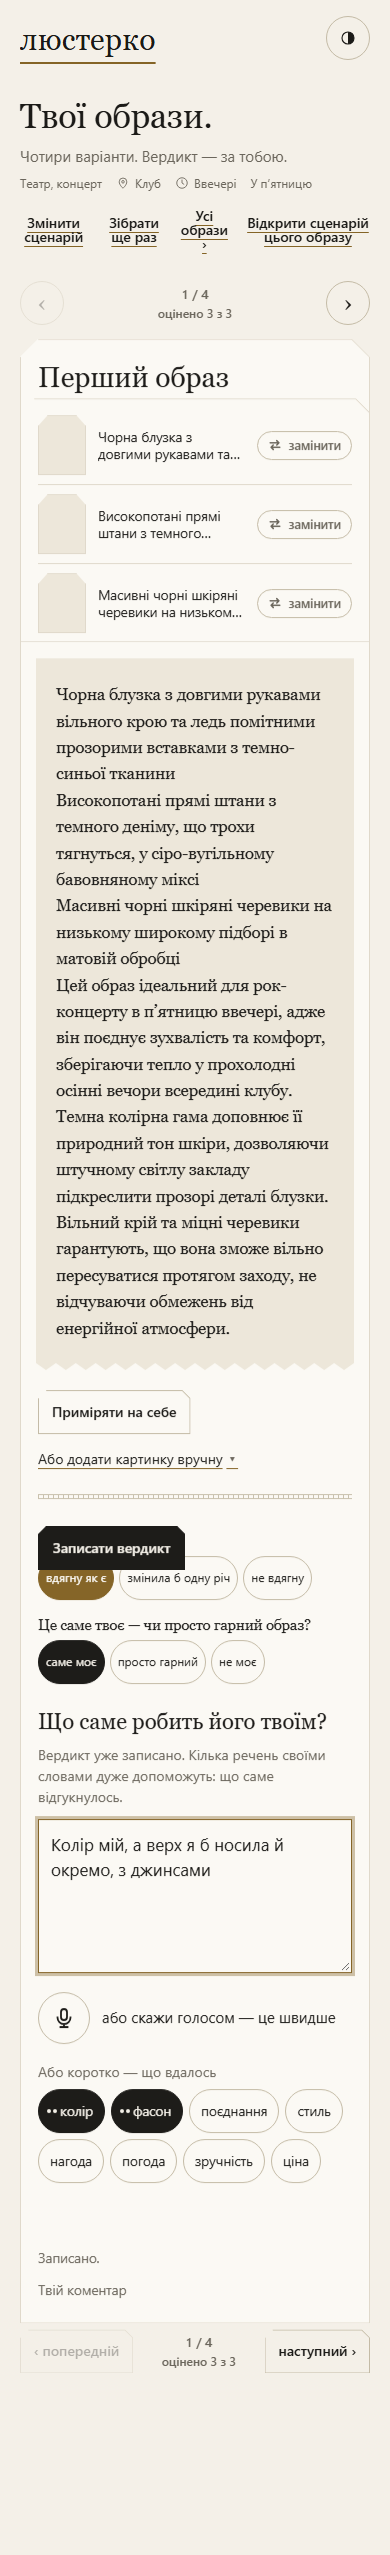 люстерко
Твої образи.
Чотири варіанти. Вердикт — за тобою.
Театр, концерт Клуб Ввечері У п'ятницю
Змінити сценарій
Зібрати ще раз
Усі образи ›
Відкрити сценарій цього образу
‹ 1 / 4 ›
оцінено 3 з 3
Перший образ
Чорна блузка з
довгими рукавами та...
замінити
Високопотані прямі
штани з темного...
замінити
Масивні чорні шкіряні
черевики на низьком...
замінити
Чорна блузка з довгими рукавами
вільного крою та ледь помітними
прозорими вставками з темно-
синьої тканини
Високопотані прямі штани з
темного деніму, що трохи
тягнуться, у сіро-вугільному
бавовняному міксі
Масивні чорні шкіряні черевики на
низькому широкому підборі в
матовій обробці
Цей образ ідеальний для рок-
концерту в п’ятницю ввечері, адже
він поєднує зухвалість та комфорт,
зберігаючи тепло у прохолодні
осінні вечори всередині клубу.
Темна колірна гама доповнює її
природний тон шкіри, дозволяючи
штучному світлу закладу
підкреслити прозорі деталі блузки.
Вільний крій та міцні черевики
гарантують, що вона зможе вільно
пересуватися протягом заходу, не
відчуваючи обмежень від
енергійної атмосфери.
Приміряти на себе
Або додати картинку вручну ▾
Записати вердикт
вдягну як є змінила б одну річ не вдягну
Це саме твоє — чи просто гарний образ?
саме моє просто гарний не моє
Що саме робить його твоїм?
Вердикт уже записано. Кілька речень своїми
словами дуже допоможуть: що саме
відгукнулось.
Колір мій, а верх я б носила й
окремо, з джинсами
або скажи голосом — це швидше
Або коротко — що вдалось
колір фасон поєднання стиль
нагода погода зручність ціна
Записано.
Твій коментар
‹ попередній
1 / 4
оцінено 3 з 3
наступний ›